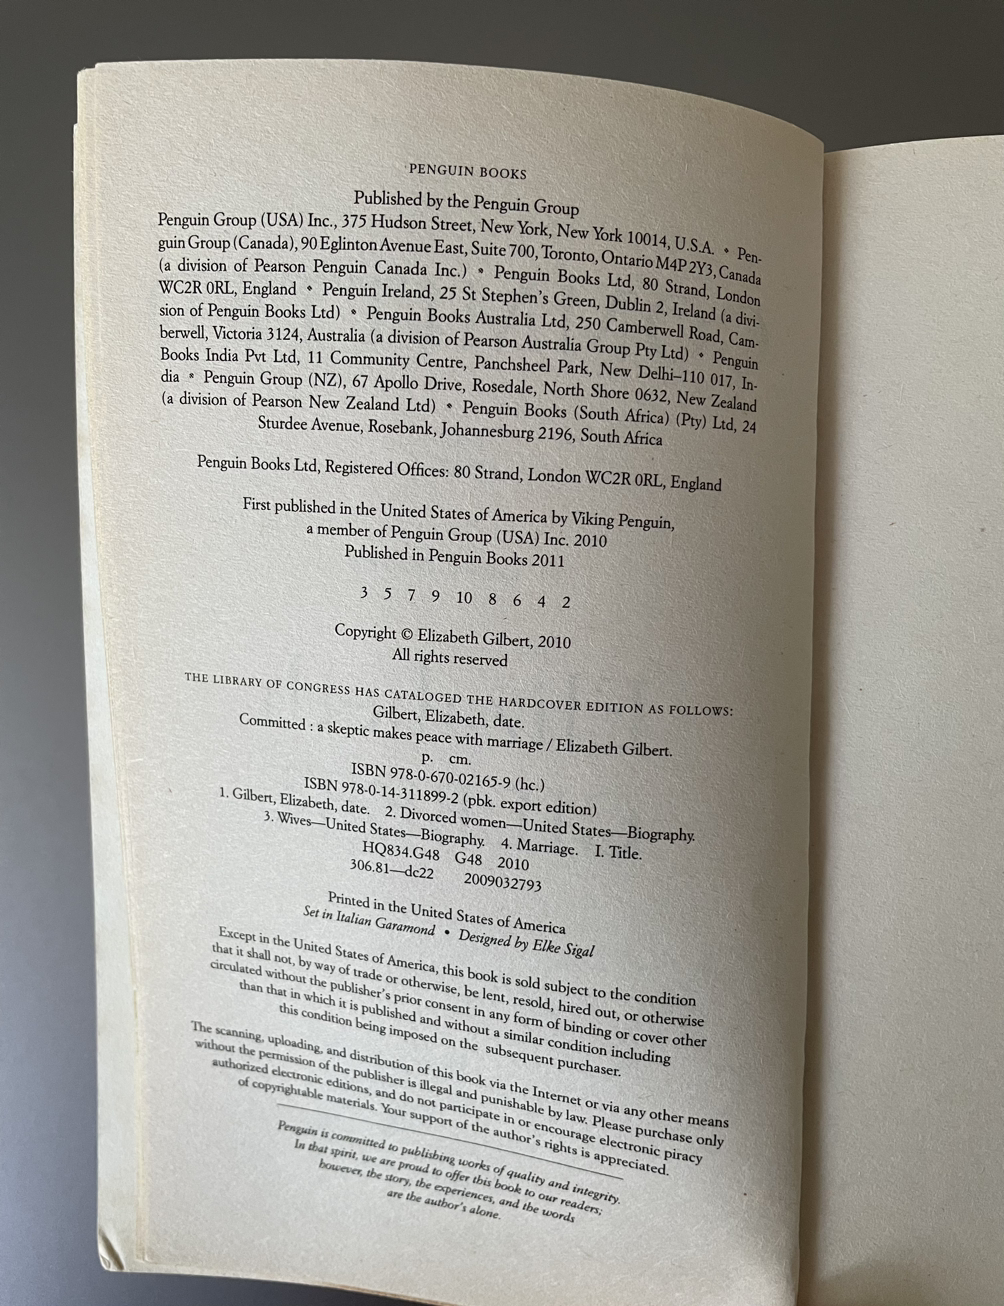 PENGUIN BOOKS
Published by the Penguin Group
Penguin Group (USA) Inc., 375 Hudson Street, New York, New York 10014, U.S.A. • Pen-
guin Group (Canada), 90 Eglinton Avenue East, Suite 700, Toronto, Ontario M4P 2Y3, Canada
(a division of Pearson Penguin Canada Inc.) • Penguin Books Ltd, 80 Strand, London
WC2R 0RL, England • Penguin Ireland, 25 St Stephen's Green, Dublin 2, Ireland (a divi-
sion of Penguin Books Ltd) • Penguin Books Australia Ltd, 250 Camberwell Road, Cam-
berwell, Victoria 3124, Australia (a division of Pearson Australia Group Pty Ltd) • Penguin
Books India Pvt Ltd, 11 Community Centre, Panchsheel Park, New Delhi–110 017, In-
dia • Penguin Group (NZ), 67 Apollo Drive, Rosedale, North Shore 0632, New Zealand
(a division of Pearson New Zealand Ltd) • Penguin Books (South Africa) (Pty) Ltd, 24
Sturdee Avenue, Rosebank, Johannesburg 2196, South Africa
Penguin Books Ltd, Registered Offices: 80 Strand, London WC2R 0RL, England
First published in the United States of America by Viking Penguin,
a member of Penguin Group (USA) Inc. 2010
Published in Penguin Books 2011
3 5 7 9 10 8 6 4 2
Copyright © Elizabeth Gilbert, 2010
All rights reserved
THE LIBRARY OF CONGRESS HAS CATALOGED THE HARDCOVER EDITION AS FOLLOWS:
Gilbert, Elizabeth, date.
Committed : a skeptic makes peace with marriage / Elizabeth Gilbert.
p. cm.
ISBN 978-0-670-02165-9 (hc.)
ISBN 978-0-14-311899-2 (pbk. export edition)
1. Gilbert, Elizabeth, date. 2. Divorced women—United States—Biography.
3. Wives—United States—Biography. 4. Marriage. I. Title.
HQ834.G48 G48 2010
306.81—dc22 2009032793
Printed in the United States of America
Set in Italian Garamond • Designed by Elke Sigal
Except in the United States of America, this book is sold subject to the condition
that it shall not, by way of trade or otherwise, be lent, resold, hired out, or otherwise
circulated without the publisher's prior consent in any form of binding or cover other
than that in which it is published and without a similar condition including
this condition being imposed on the subsequent purchaser.
The scanning, uploading, and distribution of this book via the Internet or via any other means
without the permission of the publisher is illegal and punishable by law. Please purchase only
authorized electronic editions, and do not participate in or encourage electronic piracy
of copyrightable materials. Your support of the author's rights is appreciated.
Penguin is committed to publishing works of quality and integrity.
In that spirit, we are proud to offer this book to our readers;
however, the story, the experiences, and the words
are the author's alone.